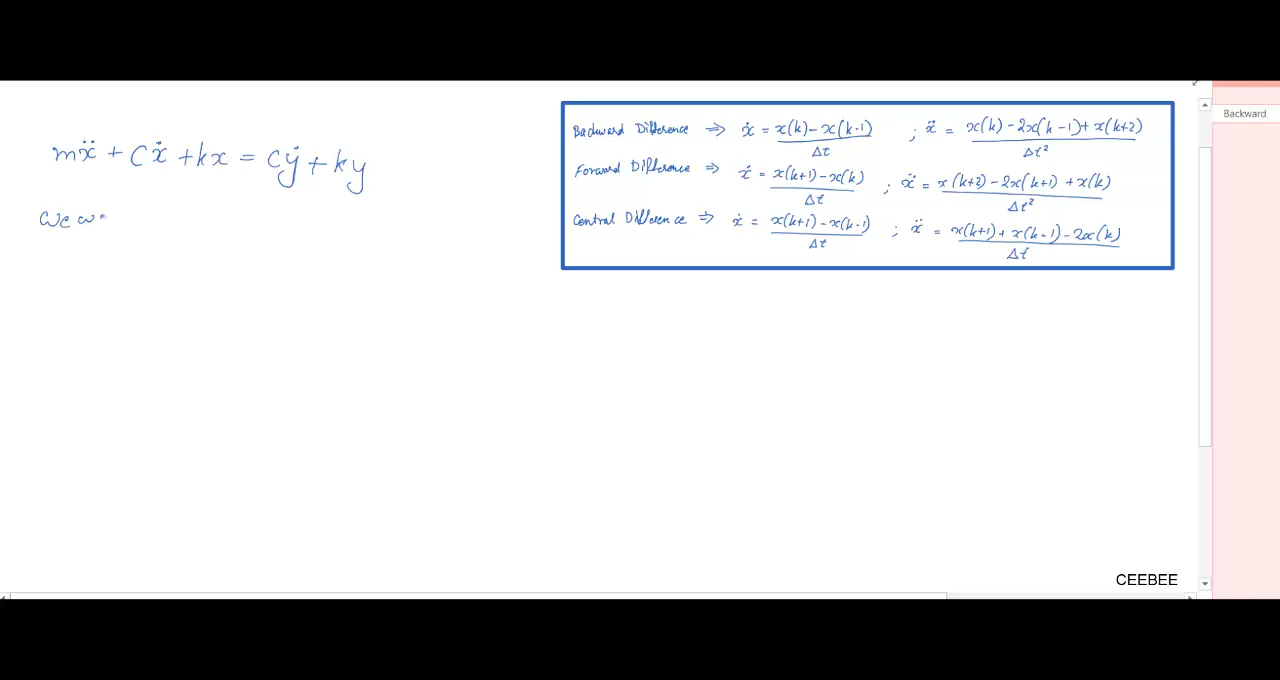 mẍ + Cẋ + kx = Cẏ + ky
We w
Backward Difference ⇒ ẋ = x(k) - x(k-1) / Δt ; ẍ = x(k) - 2x(k-1) + x(k+2) / Δt²
Forward Difference ⇒ ẋ = x(k+1) - x(k) / Δt ; ẍ = x(k+2) - 2x(k+1) + x(k) / Δt²
Central Difference ⇒ ẋ = x(k+1) - x(k-1) / Δt ; ẍ = x(k+1) + x(k-1) - 2x(k) / Δt
Backward
CEEBEE